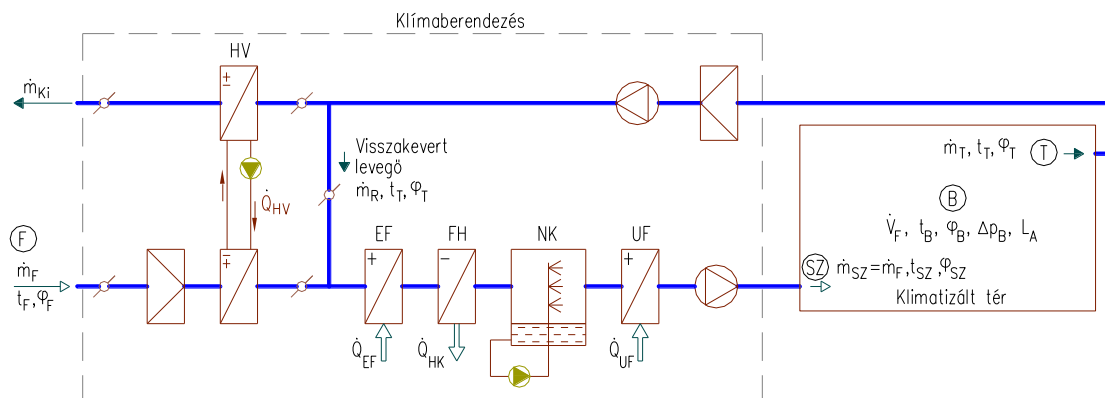 Klímaberendezés
HV
ṁKi
±
±
Visszakevert
levegő
ṁR, tT, φT
Q̇HV
ṁT, tT, φT
T
B
V̇F, tB, φB, ΔpB, LA
F
ṁF
tF, φF
∓
EF
+
FH
-
NK
UF
+
SZ
ṁSZ=ṁF, tSZ, φSZ
Klimatizált tér
Q̇EF
Q̇HK
Q̇UF